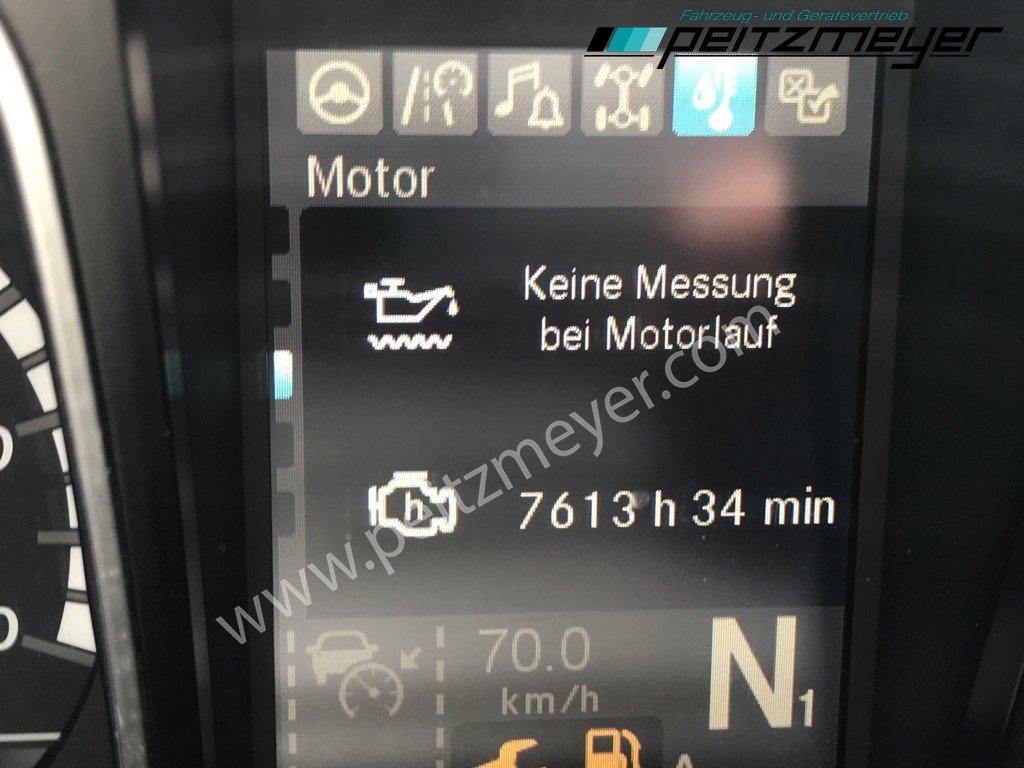 Fahrzeug- und Gerätevertrieb
peitzmeyer
Motor
Keine Messung
bei Motorlauf
h
7613 h 34 min
www.peitzmeyer.com
70.0
km/h
N1
A